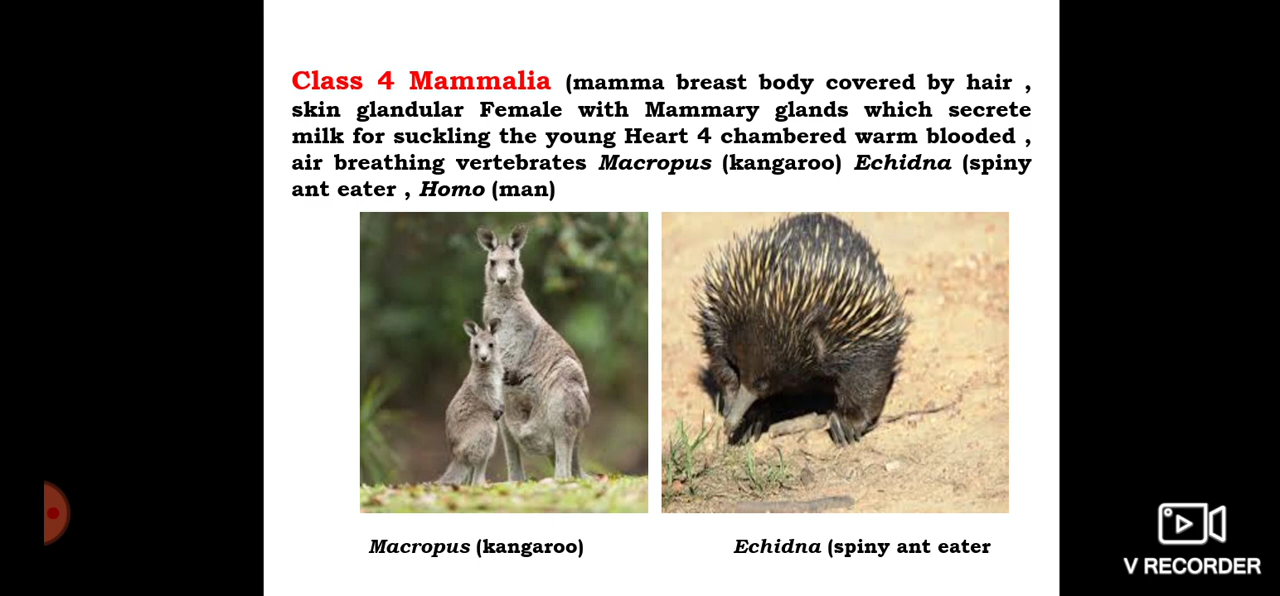 Class 4 Mammalia (mamma breast body covered by hair ,
skin glandular Female with Mammary glands which secrete
milk for suckling the young Heart 4 chambered warm blooded ,
air breathing vertebrates Macropus (kangaroo) Echidna (spiny
ant eater , Homo (man)
Macropus (kangaroo)
Echidna (spiny ant eater
V RECORDER